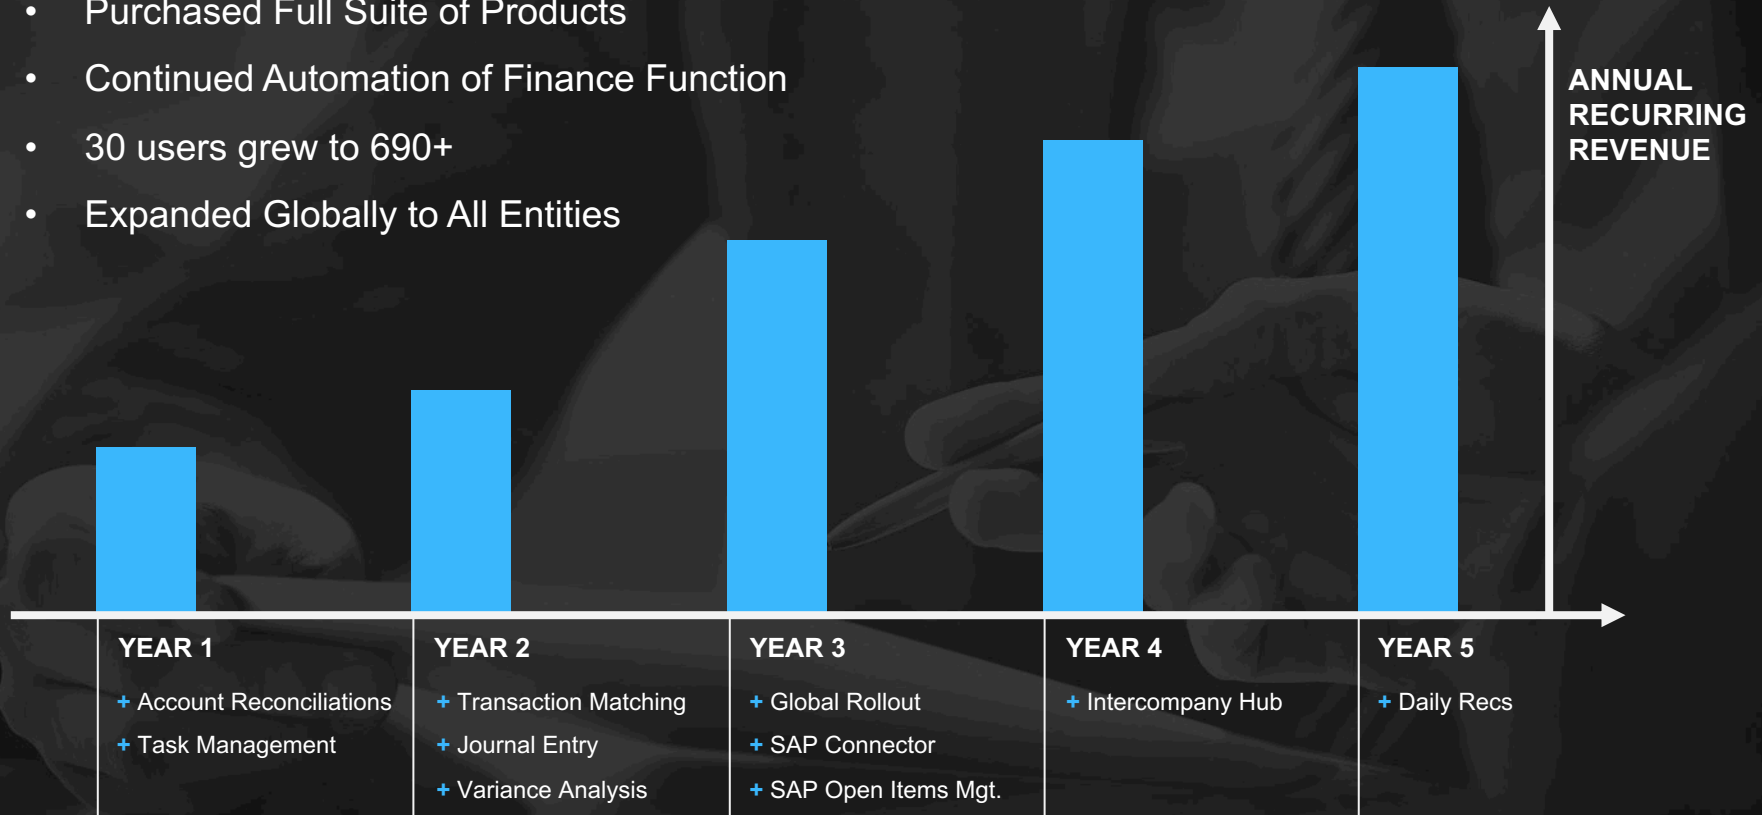 • Purchased Full Suite of Products
• Continued Automation of Finance Function
• 30 users grew to 690+
• Expanded Globally to All Entities
ANNUAL
RECURRING
REVENUE
YEAR 1
+ Account Reconciliations
+ Task Management
YEAR 2
+ Transaction Matching
+ Journal Entry
+ Variance Analysis
YEAR 3
+ Global Rollout
+ SAP Connector
+ SAP Open Items Mgt.
YEAR 4
+ Intercompany Hub
YEAR 5
+ Daily Recs